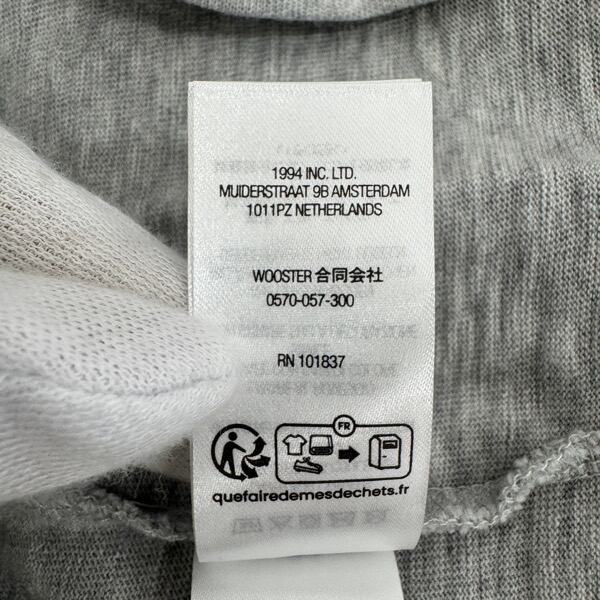 1994 INC. LTD.
MUIDERSTRAAT 9B AMSTERDAM
1011PZ NETHERLANDS
WOOSTER 合同会社
0570-057-300
RN 101837
FR
quefairedemesdechets.fr